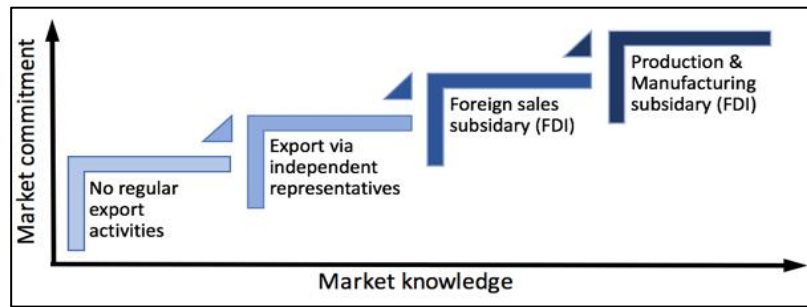 Market commitment
No regular
export
activities
Export via
independent
representatives
Foreign sales
subsidary (FDI)
Production &
Manufacturing
subsidary (FDI)
Market knowledge